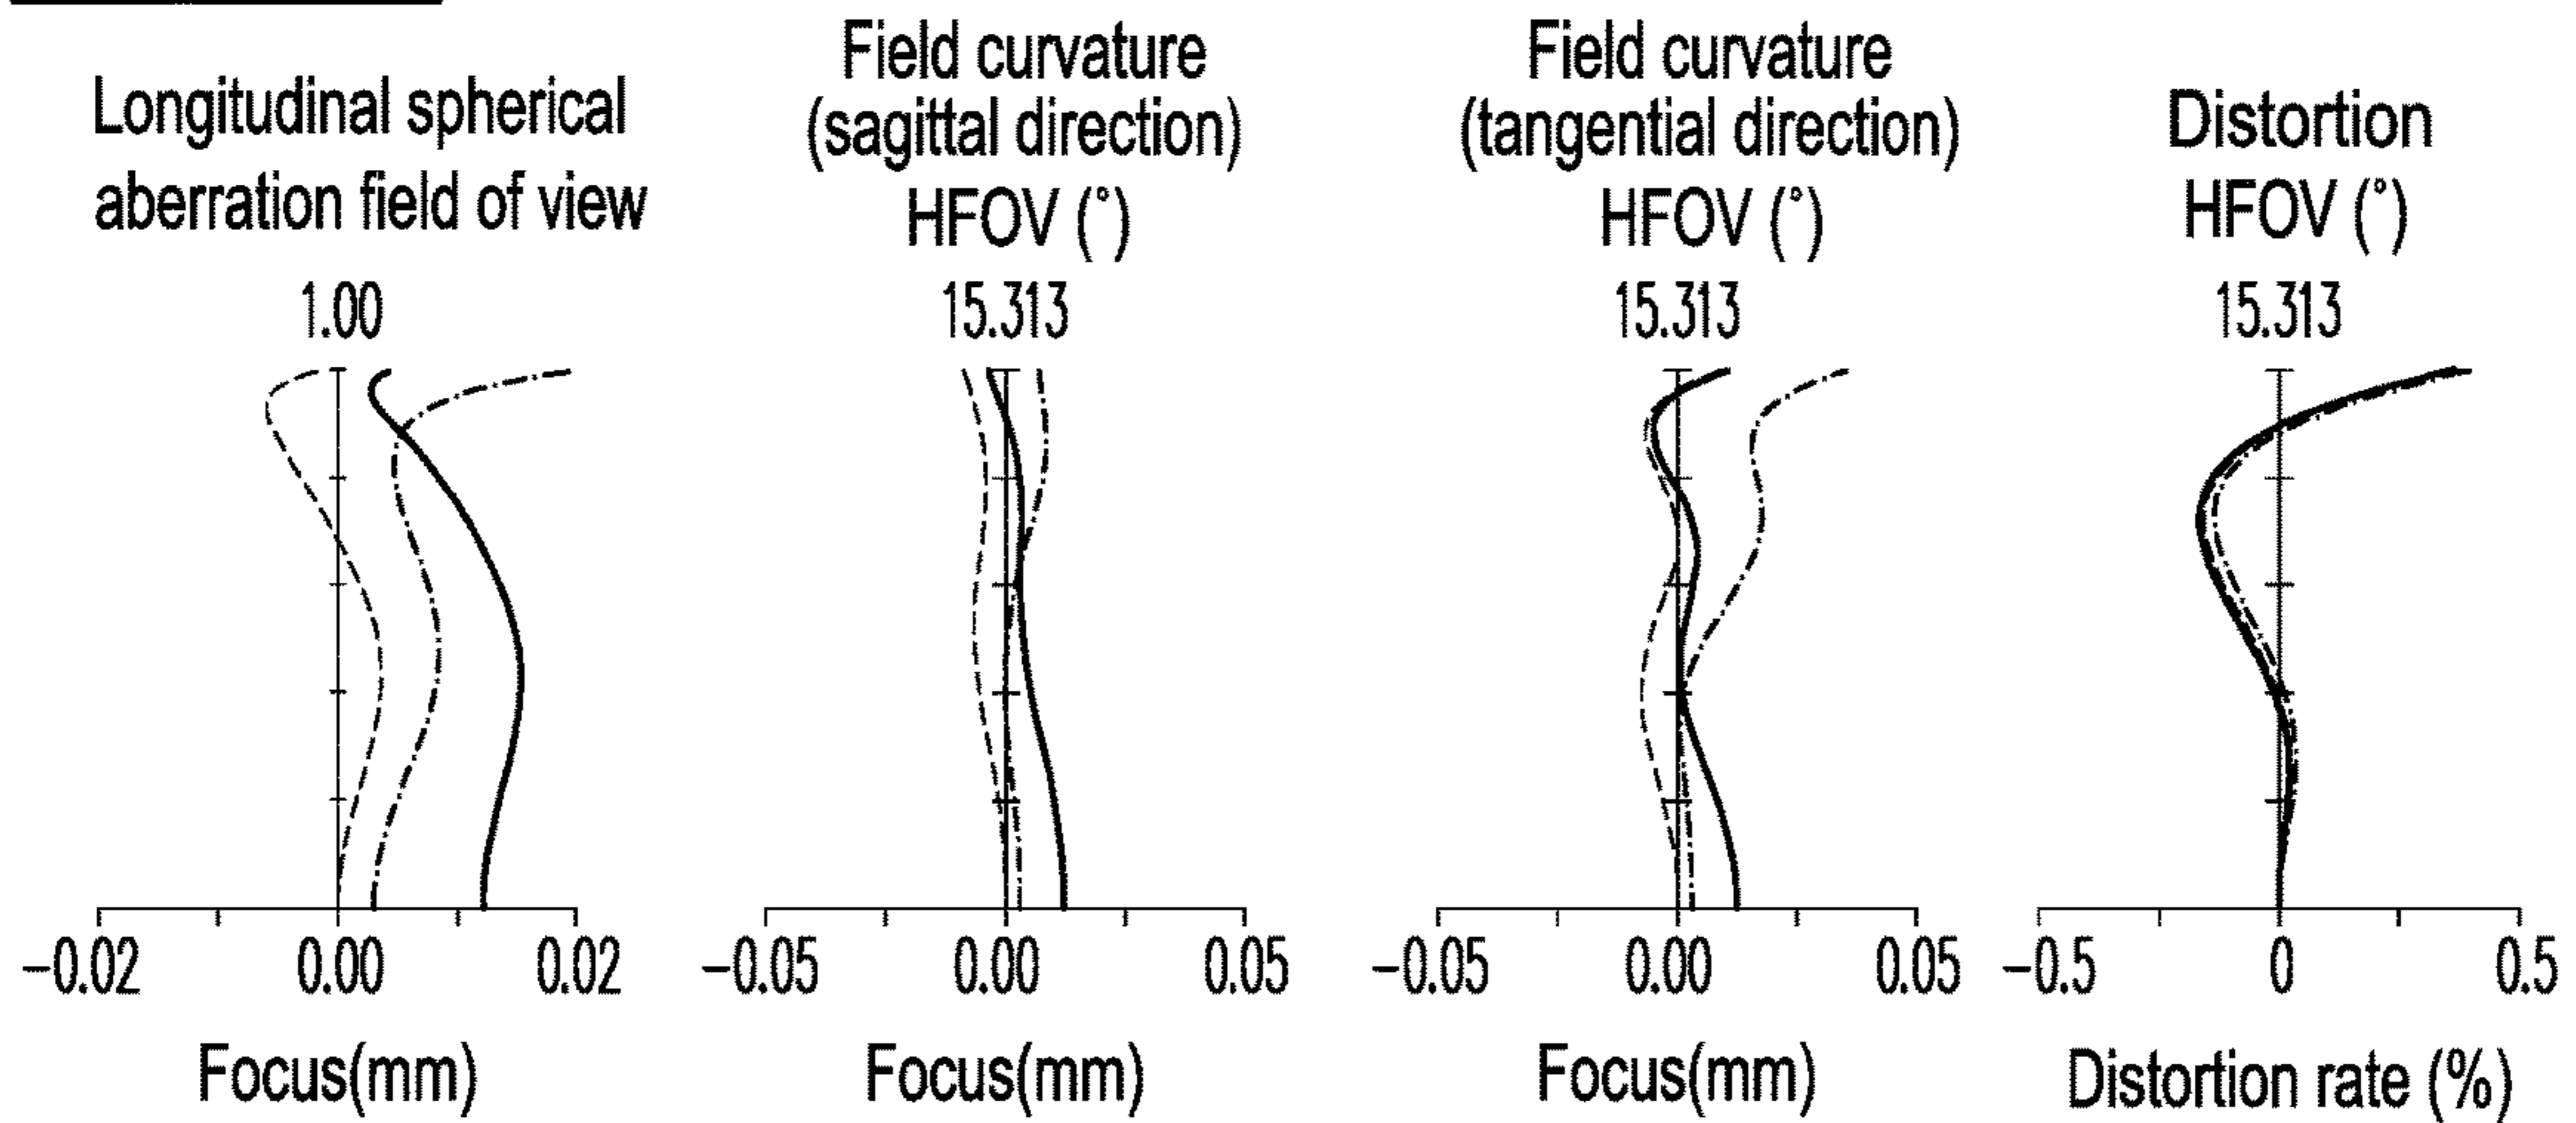 Longitudinal spherical
aberration field of view
1.00
−0.02 0.00 0.02
Focus(mm)
Field curvature
(sagittal direction)
HFOV (°)
15.313
−0.05 0.00 0.05
Focus(mm)
Field curvature
(tangential direction)
HFOV (°)
15.313
−0.05 0.00 0.05
Focus(mm)
Distortion
HFOV (°)
15.313
−0.5 0 0.5
Distortion rate (%)